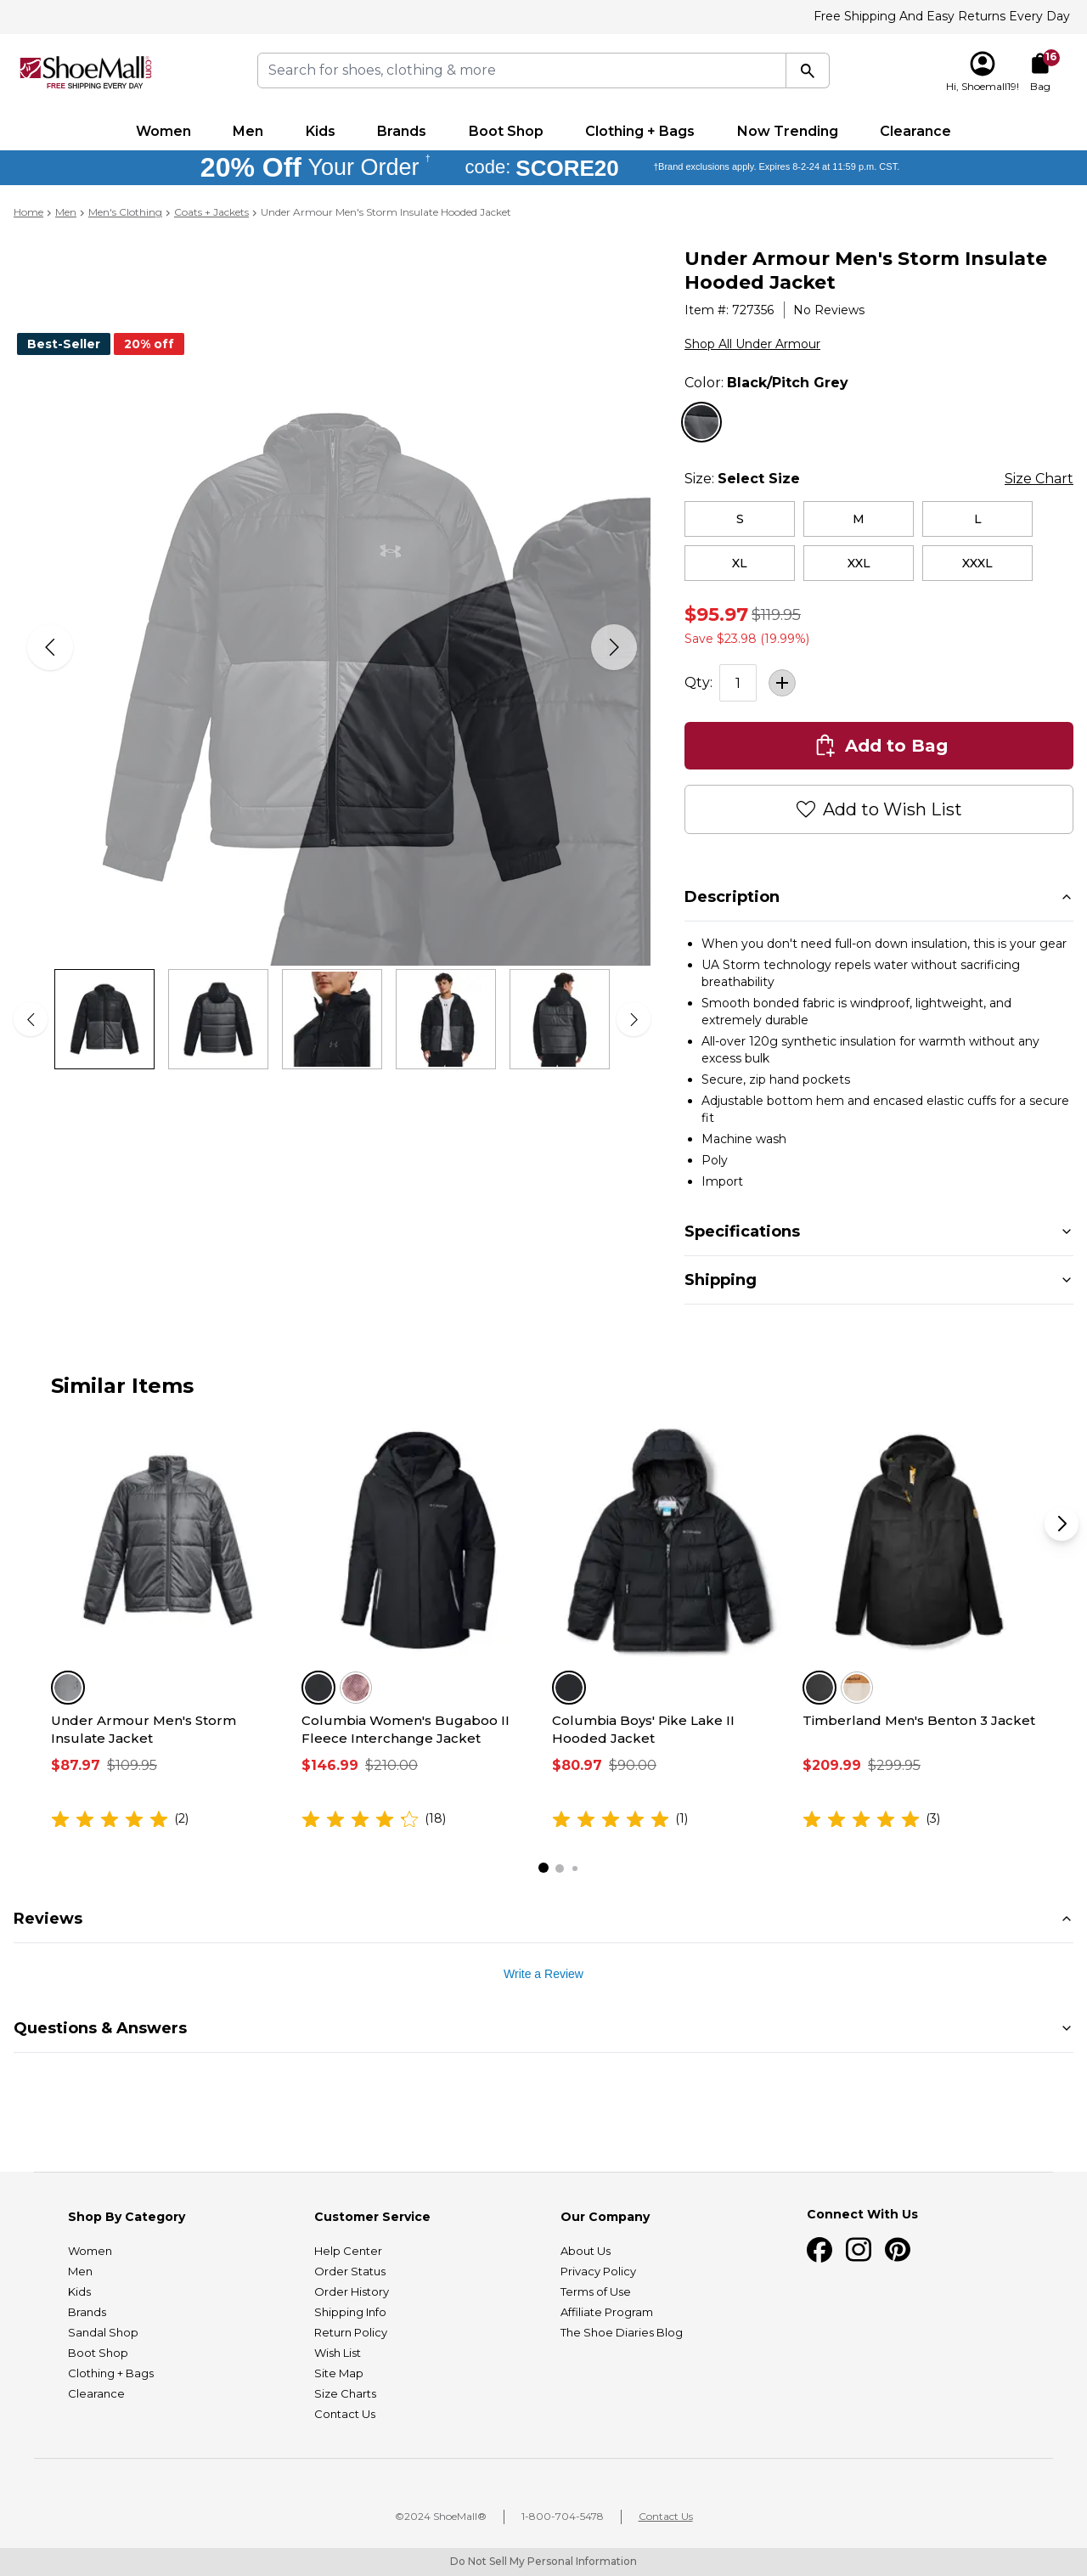 Free Shipping And Easy Returns Every Day
ShoeMall.com
FREE SHIPPING EVERY DAY
Search for shoes, clothing & more
Hi, Shoemall19!
16
Bag
Women Men Kids Brands Boot Shop Clothing + Bags Now Trending Clearance
20% Off Your Order † code: SCORE20 †Brand exclusions apply. Expires 8-2-24 at 11:59 p.m. CST.
Home > Men > Men's Clothing > Coats + Jackets > Under Armour Men's Storm Insulate Hooded Jacket
Best-Seller 20% off
Under Armour Men's Storm Insulate
Hooded Jacket
Item #: 727356 | No Reviews
Shop All Under Armour
Color: Black/Pitch Grey
Size: Select Size Size Chart
S M L
XL XXL XXXL
$95.97 $119.95
Save $23.98 (19.99%)
Qty: 1 +
Add to Bag
Add to Wish List
Description
• When you don't need full-on down insulation, this is your gear
• UA Storm technology repels water without sacrificing
breathability
• Smooth bonded fabric is windproof, lightweight, and
extremely durable
• All-over 120g synthetic insulation for warmth without any
excess bulk
• Secure, zip hand pockets
• Adjustable bottom hem and encased elastic cuffs for a secure
fit
• Machine wash
• Poly
• Import
Specifications
Shipping
Similar Items
Under Armour Men's Storm
Insulate Jacket
$87.97 $109.95
(2)
Columbia Women's Bugaboo II
Fleece Interchange Jacket
$146.99 $210.00
(18)
Columbia Boys' Pike Lake II
Hooded Jacket
$80.97 $90.00
(1)
Timberland Men's Benton 3 Jacket
$209.99 $299.95
(3)
Reviews
Write a Review
Questions & Answers
Shop By Category
Women
Men
Kids
Brands
Sandal Shop
Boot Shop
Clothing + Bags
Clearance
Customer Service
Help Center
Order Status
Order History
Shipping Info
Return Policy
Wish List
Site Map
Size Charts
Contact Us
Our Company
About Us
Privacy Policy
Terms of Use
Affiliate Program
The Shoe Diaries Blog
Connect With Us
©2024 ShoeMall® | 1-800-704-5478 | Contact Us
Do Not Sell My Personal Information